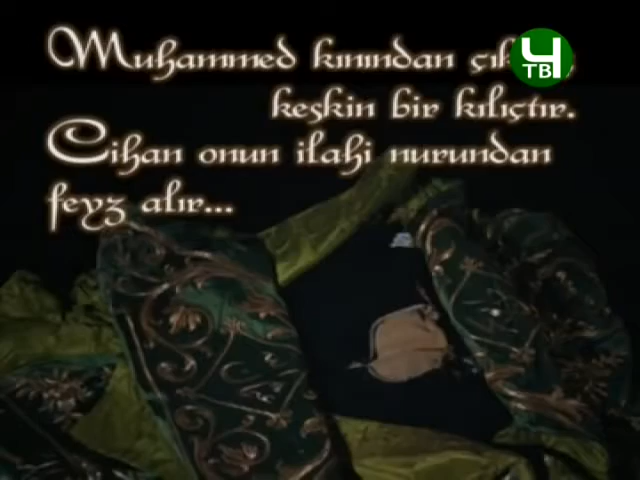 Muhammed kınından
keskin bir kılıçtır.
Cihan onun ilahi nurundan
feyz alır...
Ч
ТВ